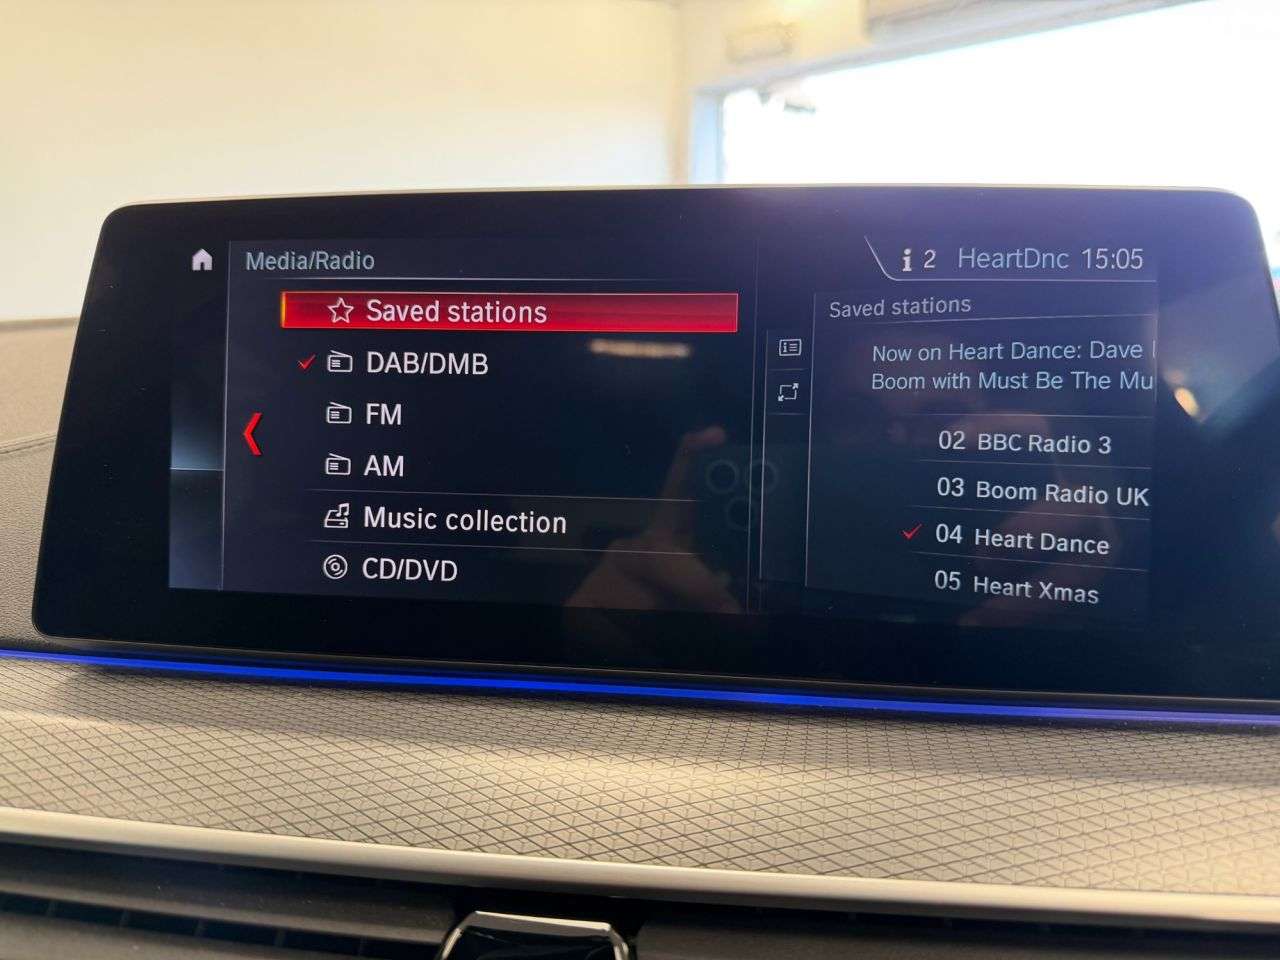 Media/Radio
2 HeartDnc 15:05
Saved stations
DAB/DMB
FM
AM
Music collection
CD/DVD
Saved stations
Now on Heart Dance: Dave
Boom with Must Be The Mu
02 BBC Radio 3
03 Boom Radio UK
04 Heart Dance
05 Heart Xmas